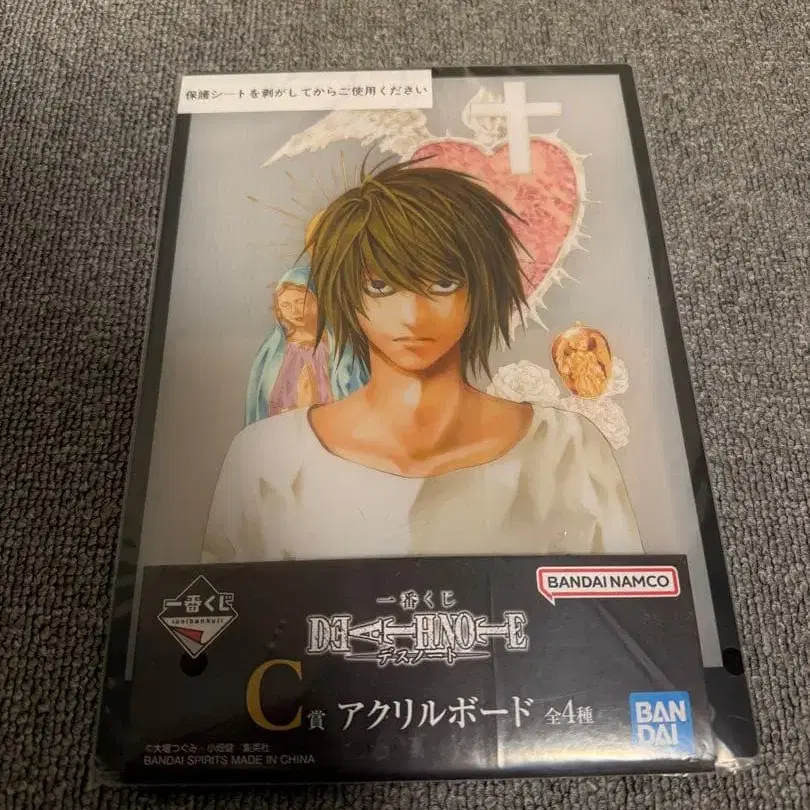 保護シートを剥がしてからご使用ください
一番くじ
ichibankuji
BANDAI NAMCO
一番くじ
DEATH NOTE
デスノート
C賞 アクリルボード 全4種
BAN
DAI
©大場つぐみ・小畑健/集英社
BANDAI SPIRITS MADE IN CHINA